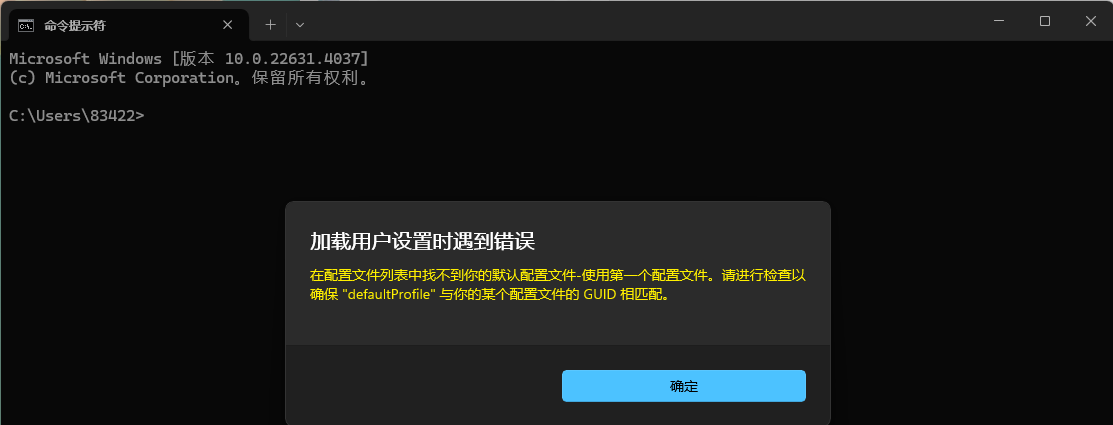 命令提示符
Microsoft Windows [版本 10.0.22631.4037]
(c) Microsoft Corporation。保留所有权利。
C:\Users\83422>
加载用户设置时遇到错误
在配置文件列表中找不到你的默认配置文件-使用第一个配置文件。请进行检查以
确保 "defaultProfile" 与你的某个配置文件的 GUID 相匹配。
确定